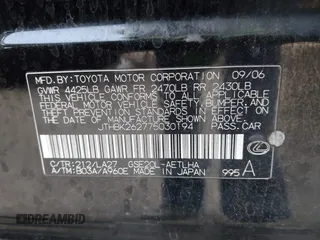 MFD.BY: TOYOTA MOTOR CORPORATION 09/06
GVWR 4425LB GAWR FR 2470LB RR 2430LB
THIS VEHICLE CONFORMS TO ALL APPLICABLE
FEDERAL MOTOR VEHICLE SAFETY,
BUMPER, AND THEFT PREVENTION STANDARDS
IN EFFECT ON THE DATE OF
MANUFACTURE SHOWN ABOVE.
JTHBK262775030194 PASS. CAR
C/TR:212/LA27 GSE20L-AETLHA
A/TM:B03A/A960E MADE IN JAPAN 995 A
DREAMBID